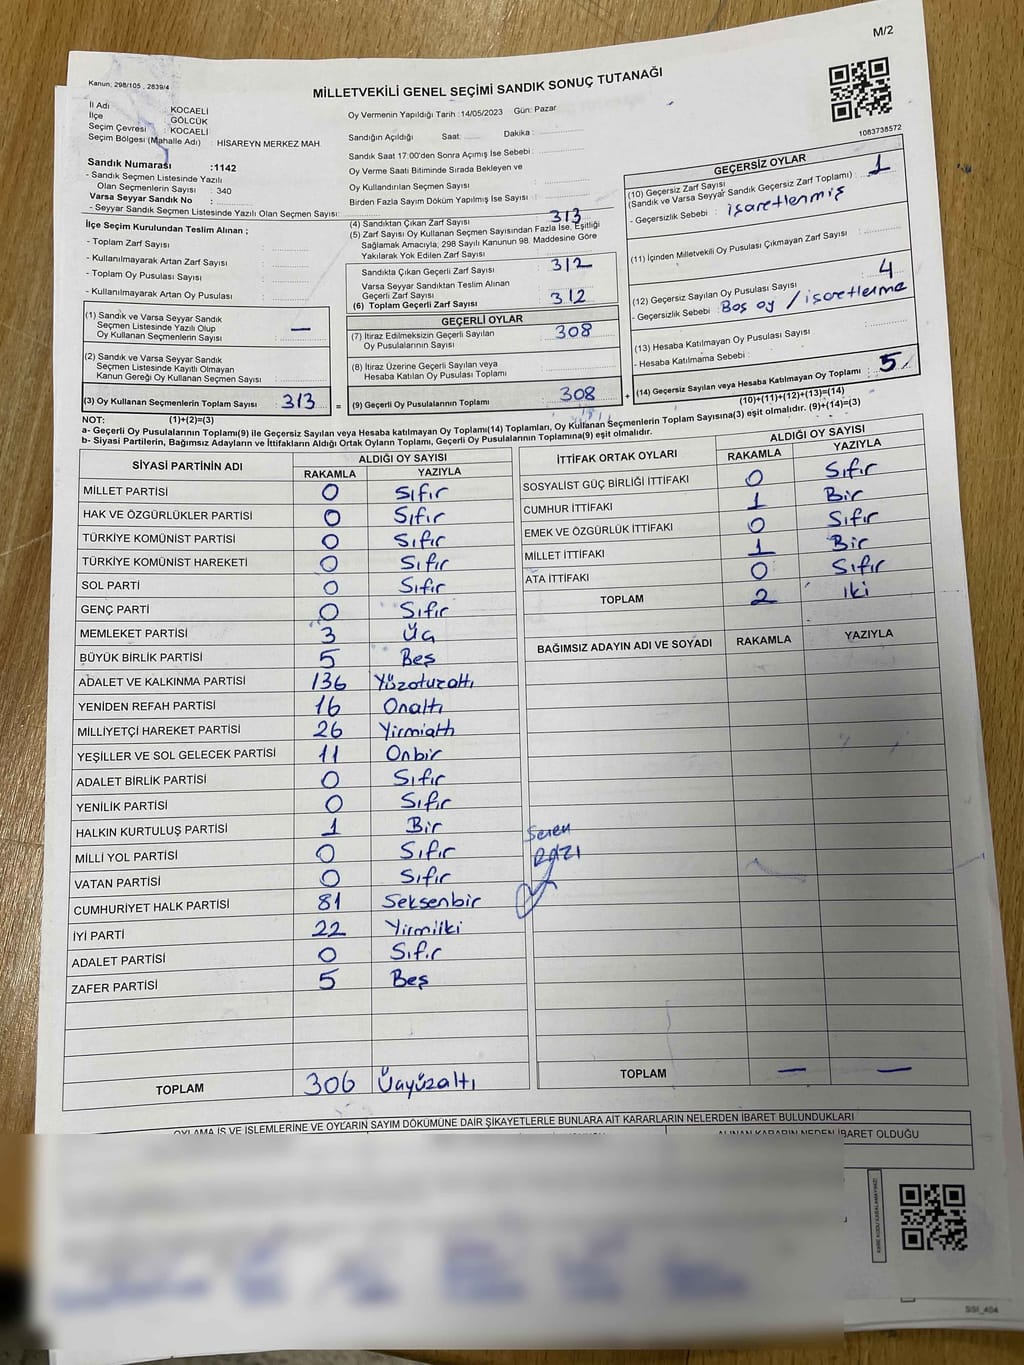 M/2
Kanun, 298/105 , 2839/4
MİLLETVEKİLİ GENEL SEÇİMİ SANDIK SONUÇ TUTANAĞI
1083738572
İl Adı : KOCAELİ
İlçe : GÖLCÜK
Seçim Çevresi : KOCAELİ
Seçim Bölgesi (Mahalle Adı) : HİSAREYN MERKEZ MAH.
Sandık Numarası :1142
- Sandık Seçmen Listesinde Yazılı
Olan Seçmenlerin Sayısı : 340
Varsa Seyyar Sandık No :
- Seyyar Sandık Seçmen Listesinde Yazılı Olan Seçmen Sayısı:
Oy Vermenin Yapıldığı Tarih :14/05/2023 Gün: Pazar
Sandığın Açıldığı Saat: Dakika :
Sandık Saat 17:00'den Sonra Açımış İse Sebebi :
Oy Verme Saati Bitiminde Sırada Bekleyen ve
Oy Kullandırılan Seçmen Sayısı :
Birden Fazla Sayım Döküm Yapılmış İse Sayısı :
İlçe Seçim Kurulundan Teslim Alınan ;
- Toplam Zarf Sayısı :
- Kullanılmayarak Artan Zarf Sayısı :
- Toplam Oy Pusulası Sayısı :
- Kullanılmayarak Artan Oy Pusulası :
(1) Sandık ve Varsa Seyyar Sandık
Seçmen Listesinde Yazılı Olup
Oy Kullanan Seçmenlerin Sayısı : —
(2) Sandık ve Varsa Seyyar Sandık
Seçmen Listesinde Kayıtlı Olmayan
Kanun Gereği Oy Kullanan Seçmen Sayısı :
(3) Oy Kullanan Seçmenlerin Toplam Sayısı : 313 =
(1)+(2)=(3)
(4) Sandıktan Çıkan Zarf Sayısı : 313
(5) Zarf Sayısı Oy Kullanan Seçmen Sayısından Fazla İse, Eşitliği
Sağlamak Amacıyla, 298 Sayılı Kanunun 98. Maddesine Göre
Yakılarak Yok Edilen Zarf Sayısı :
Sandıkta Çıkan Geçerli Zarf Sayısı : 312
Varsa Seyyar Sandıktan Teslim Alınan
Geçerli Zarf Sayısı :
(6) Toplam Geçerli Zarf Sayısı : 312
GEÇERLİ OYLAR
(7) İtiraz Edilmeksizin Geçerli Sayılan
Oy Pusulalarının Sayısı : 308
(8) İtiraz Üzerine Geçerli Sayılan veya
Hesaba Katılan Oy Pusulası Toplamı :
(9) Geçerli Oy Pusulalarının Toplamı : 308 +
GEÇERSİZ OYLAR
(10) Geçersiz Zarf Sayısı
(Sandık ve Varsa Seyyar Sandık Geçersiz Zarf Toplamı) : 1
- Geçersizlik Sebebi : işaretlenmiş
(11) İçinden Milletvekili Oy Pusulası Çıkmayan Zarf Sayısı :
(12) Geçersiz Sayılan Oy Pusulası Sayısı : 4
- Geçersizlik Sebebi : Boş oy / işaretleme
(13) Hesaba Katılmayan Oy Pusulası Sayısı :
- Hesaba Katılmama Sebebi :
(14) Geçersiz Sayılan veya Hesaba Katılmayan Oy Toplamı : 5
(10)+(11)+(12)+(13)=(14)
NOT:
a- Geçerli Oy Pusulalarının Toplamı(9) ile Geçersiz Sayılan veya Hesaba katılmayan Oy Toplamı(14) Toplamları, Oy Kullanan Seçmenlerin Toplam Sayısına(3) eşit olmalıdır. (9)+(14)=(3)
b- Siyasi Partilerin, Bağımsız Adayların ve İttifakların Aldığı Ortak Oyların Toplamı, Geçerli Oy Pusulalarının Toplamına(9) eşit olmalıdır.
SİYASİ PARTİNİN ADI ALDIĞI OY SAYISI
RAKAMLA YAZIYLA
MİLLET PARTİSİ 0 Sıfır
HAK VE ÖZGÜRLÜKLER PARTİSİ 0 Sıfır
TÜRKİYE KOMÜNİST PARTİSİ 0 Sıfır
TÜRKİYE KOMÜNİST HAREKETİ 0 Sıfır
SOL PARTİ 0 Sıfır
GENÇ PARTİ 0 Sıfır
MEMLEKET PARTİSİ 3 Üç
BÜYÜK BİRLİK PARTİSİ 5 Beş
ADALET VE KALKINMA PARTİSİ 136 Yüzotuzaltı
YENİDEN REFAH PARTİSİ 16 Onaltı
MİLLİYETÇİ HAREKET PARTİSİ 26 Yirmialtı
YEŞİLLER VE SOL GELECEK PARTİSİ 11 Onbir
ADALET BİRLİK PARTİSİ 0 Sıfır
YENİLİK PARTİSİ 0 Sıfır
HALKIN KURTULUŞ PARTİSİ 1 Bir
MİLLİ YOL PARTİSİ 0 Sıfır
VATAN PARTİSİ 0 Sıfır
CUMHURİYET HALK PARTİSİ 81 Seksenbir
İYİ PARTİ 22 Yirmiiki
ADALET PARTİSİ 0 Sıfır
ZAFER PARTİSİ 5 Beş
TOPLAM 306 Üçyüzaltı
İTTİFAK ORTAK OYLARI ALDIĞI OY SAYISI
RAKAMLA YAZIYLA
SOSYALİST GÜÇ BİRLİĞİ İTTİFAKI 0 Sıfır
CUMHUR İTTİFAKI 1 Bir
EMEK VE ÖZGÜRLÜK İTTİFAKI 0 Sıfır
MİLLET İTTİFAKI 1 Bir
ATA İTTİFAKI 0 Sıfır
TOPLAM 2 iki
BAĞIMSIZ ADAYIN ADI VE SOYADI RAKAMLA YAZIYLA
Seren
TOPLAM — —
OYLAMA İŞ VE İŞLEMLERİNE VE OYLARIN SAYIM DÖKÜMÜNE DAİR ŞİKAYETLERLE BUNLARA AİT KARARLARIN NELERDEN İBARET BULUNDUKLARI
ALINAN KARARIN NEDEN İBARET OLDUĞU
SSI_404